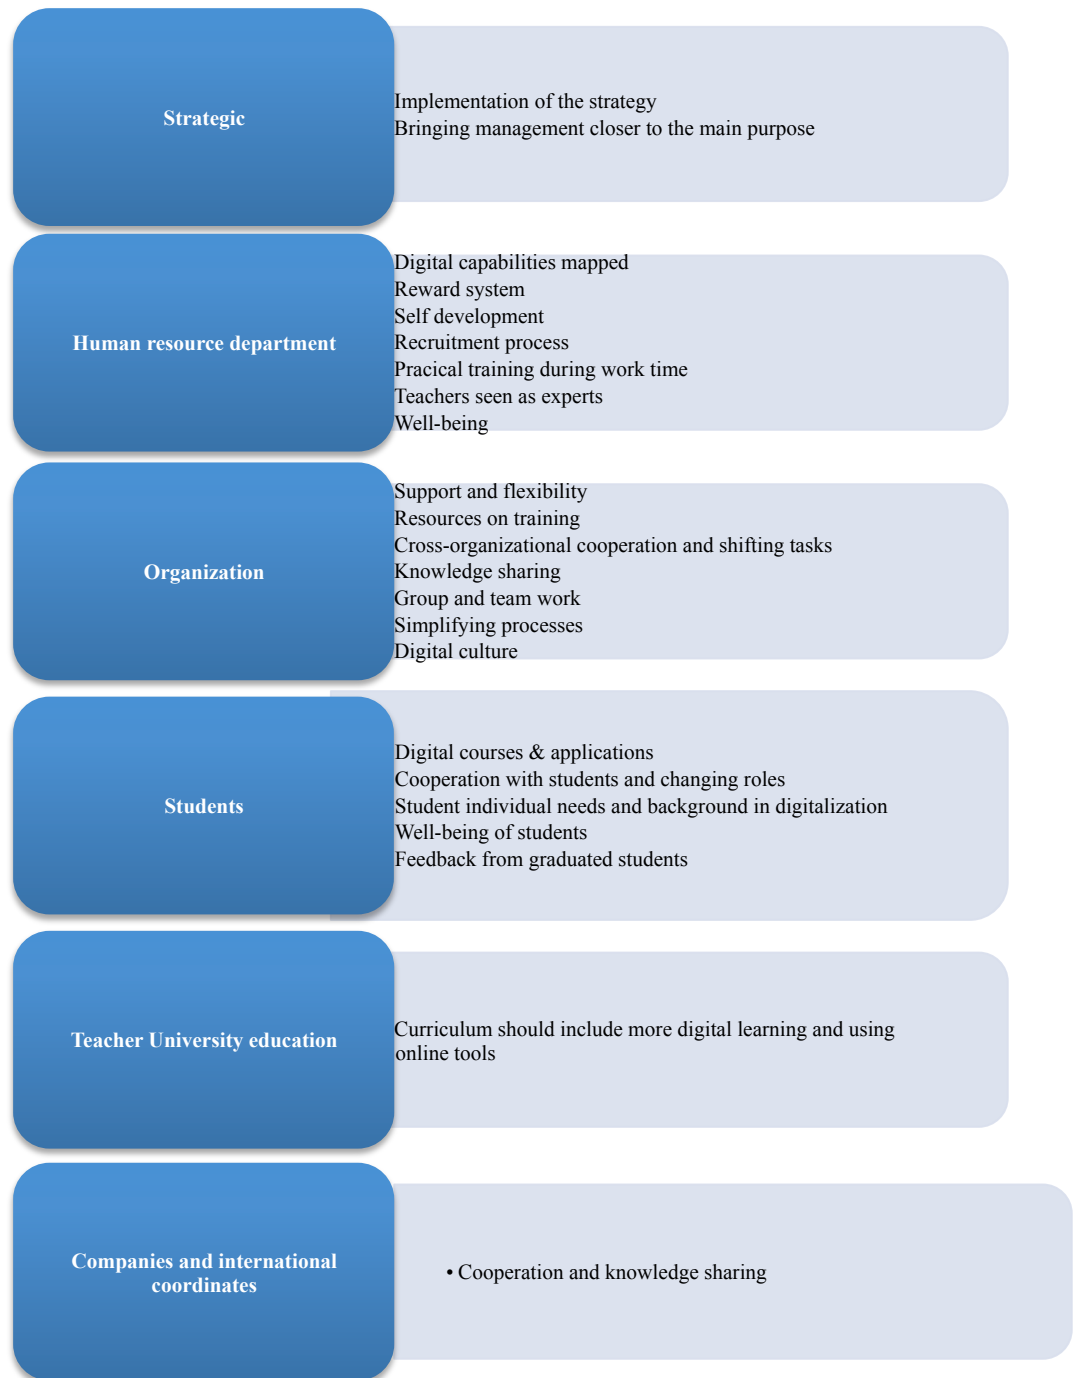 Strategic
Implementation of the strategy
Bringing management closer to the main purpose
Human resource department
Digital capabilities mapped
Reward system
Self development
Recruitment process
Pracical training during work time
Teachers seen as experts
Well-being
Organization
Support and flexibility
Resources on training
Cross-organizational cooperation and shifting tasks
Knowledge sharing
Group and team work
Simplifying processes
Digital culture
Students
Digital courses & applications
Cooperation with students and changing roles
Student individual needs and background in digitalization
Well-being of students
Feedback from graduated students
Teacher University education
Curriculum should include more digital learning and using
online tools
Companies and international
coordinates
• Cooperation and knowledge sharing